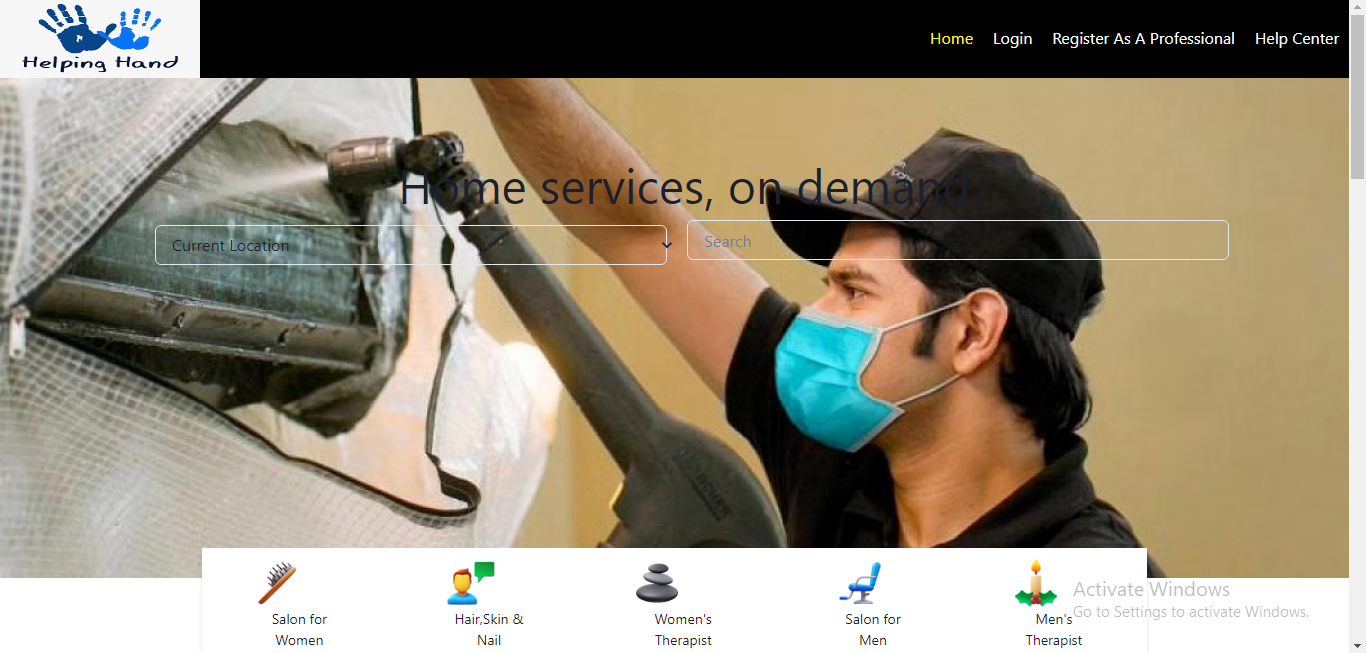 Helping Hand
Home Login Register As A Professional Help Center
Home services, on demand
Current Location
Search
Salon for
Women
Hair,Skin &
Nail
Women's
Therapist
Salon for
Men
Men's
Therapist
Activate Windows
Go to Settings to activate Windows.